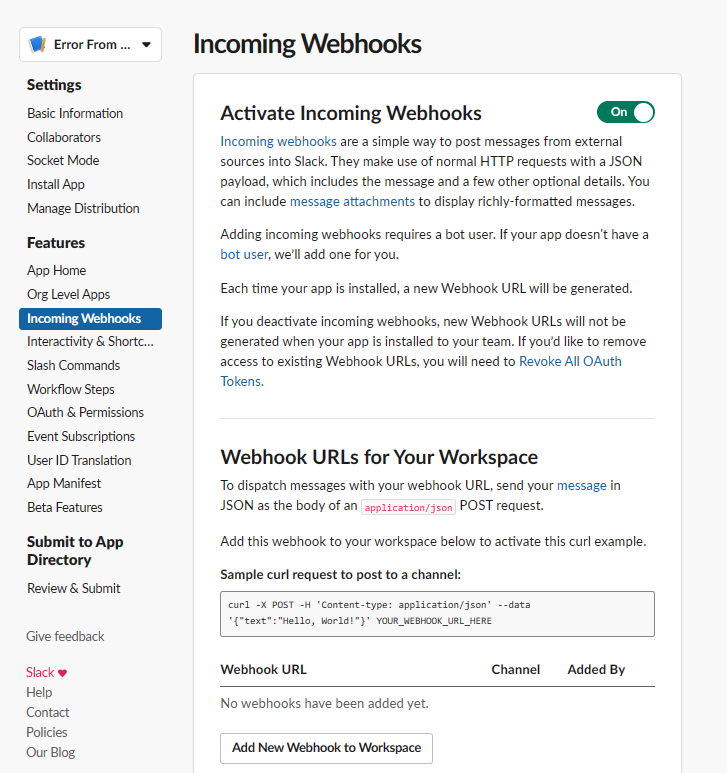 Error From ...
Settings
Basic Information
Collaborators
Socket Mode
Install App
Manage Distribution
Features
App Home
Org Level Apps
Incoming Webhooks
Interactivity & Shortc...
Slash Commands
Workflow Steps
OAuth & Permissions
Event Subscriptions
User ID Translation
App Manifest
Beta Features
Submit to App
Directory
Review & Submit
Give feedback
Slack ♥
Help
Contact
Policies
Our Blog
Incoming Webhooks
Activate Incoming Webhooks
On
Incoming webhooks are a simple way to post messages from external
sources into Slack. They make use of normal HTTP requests with a JSON
payload, which includes the message and a few other optional details. You
can include message attachments to display richly-formatted messages.
Adding incoming webhooks requires a bot user. If your app doesn't have a
bot user, we'll add one for you.
Each time your app is installed, a new Webhook URL will be generated.
If you deactivate incoming webhooks, new Webhook URLs will not be
generated when your app is installed to your team. If you'd like to remove
access to existing Webhook URLs, you will need to Revoke All OAuth
Tokens.
Webhook URLs for Your Workspace
To dispatch messages with your webhook URL, send your message in
JSON as the body of an application/json POST request.
Add this webhook to your workspace below to activate this curl example.
Sample curl request to post to a channel:
curl -X POST -H 'Content-type: application/json' --data
'{"text":"Hello, World!"}' YOUR_WEBHOOK_URL_HERE
Webhook URL Channel Added By
No webhooks have been added yet.
Add New Webhook to Workspace